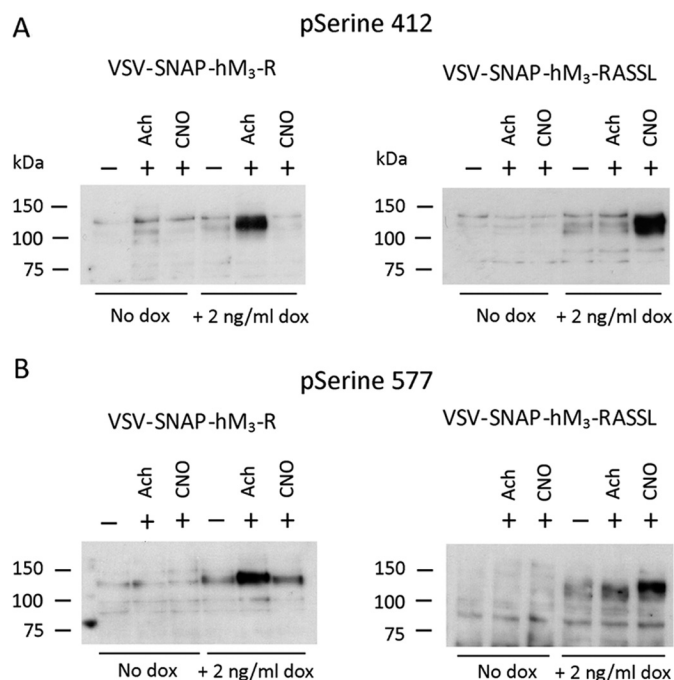 A
pSerine 412
VSV-SNAP-hM₃-R
VSV-SNAP-hM₃-RASSL
Ach CNO Ach CNO
kDa − + + − + +
150
100
75
No dox + 2 ng/ml dox
Ach CNO Ach CNO
kDa − + + − + +
150
100
75
No dox + 2 ng/ml dox
B
pSerine 577
VSV-SNAP-hM₃-R
VSV-SNAP-hM₃-RASSL
Ach CNO Ach CNO
− + + − + +
150
100
75
No dox + 2 ng/ml dox
Ach CNO Ach CNO
+ + − + +
150
100
75
No dox + 2 ng/ml dox